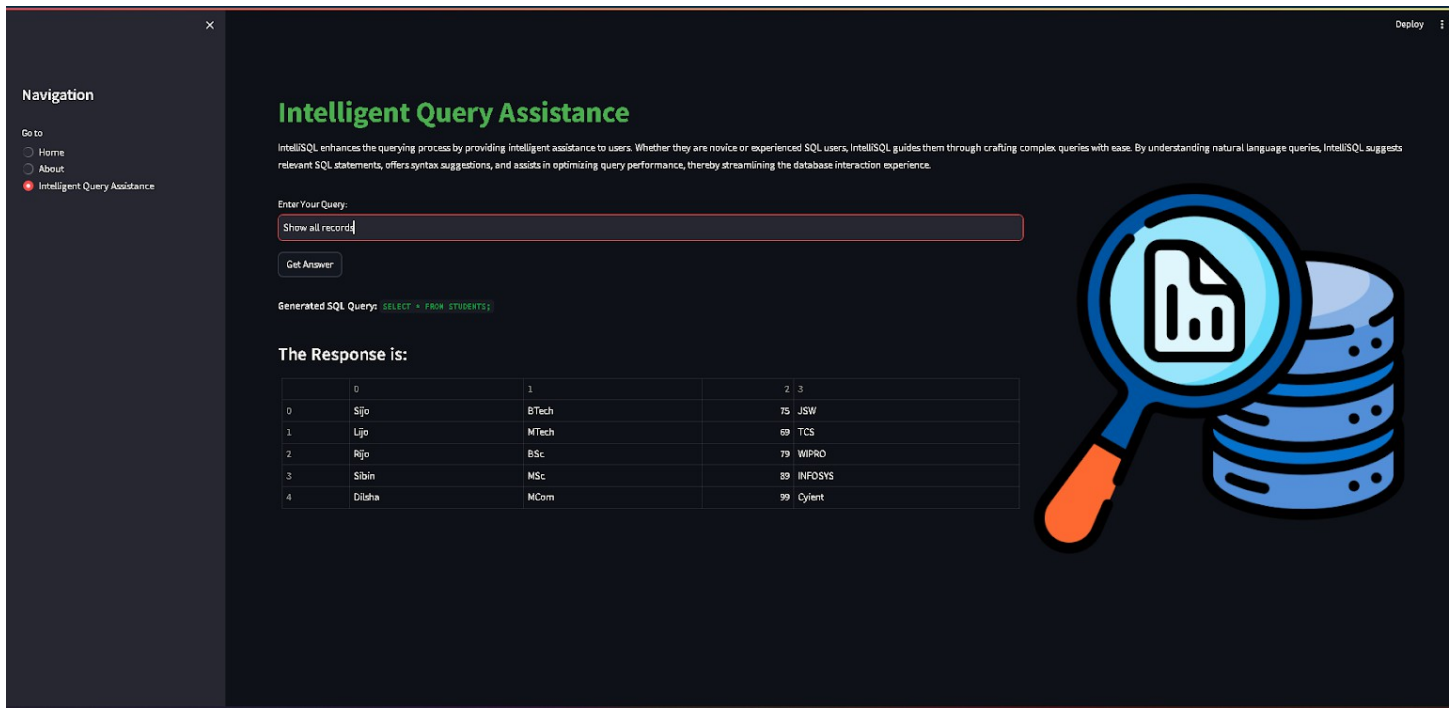 Deploy
Navigation
Go to
Home
About
Intelligent Query Assistance
Intelligent Query Assistance
IntelliSQL enhances the querying process by providing intelligent assistance to users. Whether they are novice or experienced SQL users, IntelliSQL guides them through crafting complex queries with ease. By understanding natural language queries, IntelliSQL suggests
relevant SQL statements, offers syntax suggestions, and assists in optimizing query performance, thereby streamlining the database interaction experience.
Enter Your Query:
Show all records
Get Answer
Generated SQL Query: SELECT * FROM STUDENTS;
The Response is:
0 1 2 3
0 Sijo BTech 75 JSW
1 Lijo MTech 69 TCS
2 Rijo BSc 79 WIPRO
3 Sibin MSc 89 INFOSYS
4 Dilsha MCom 99 Cyient